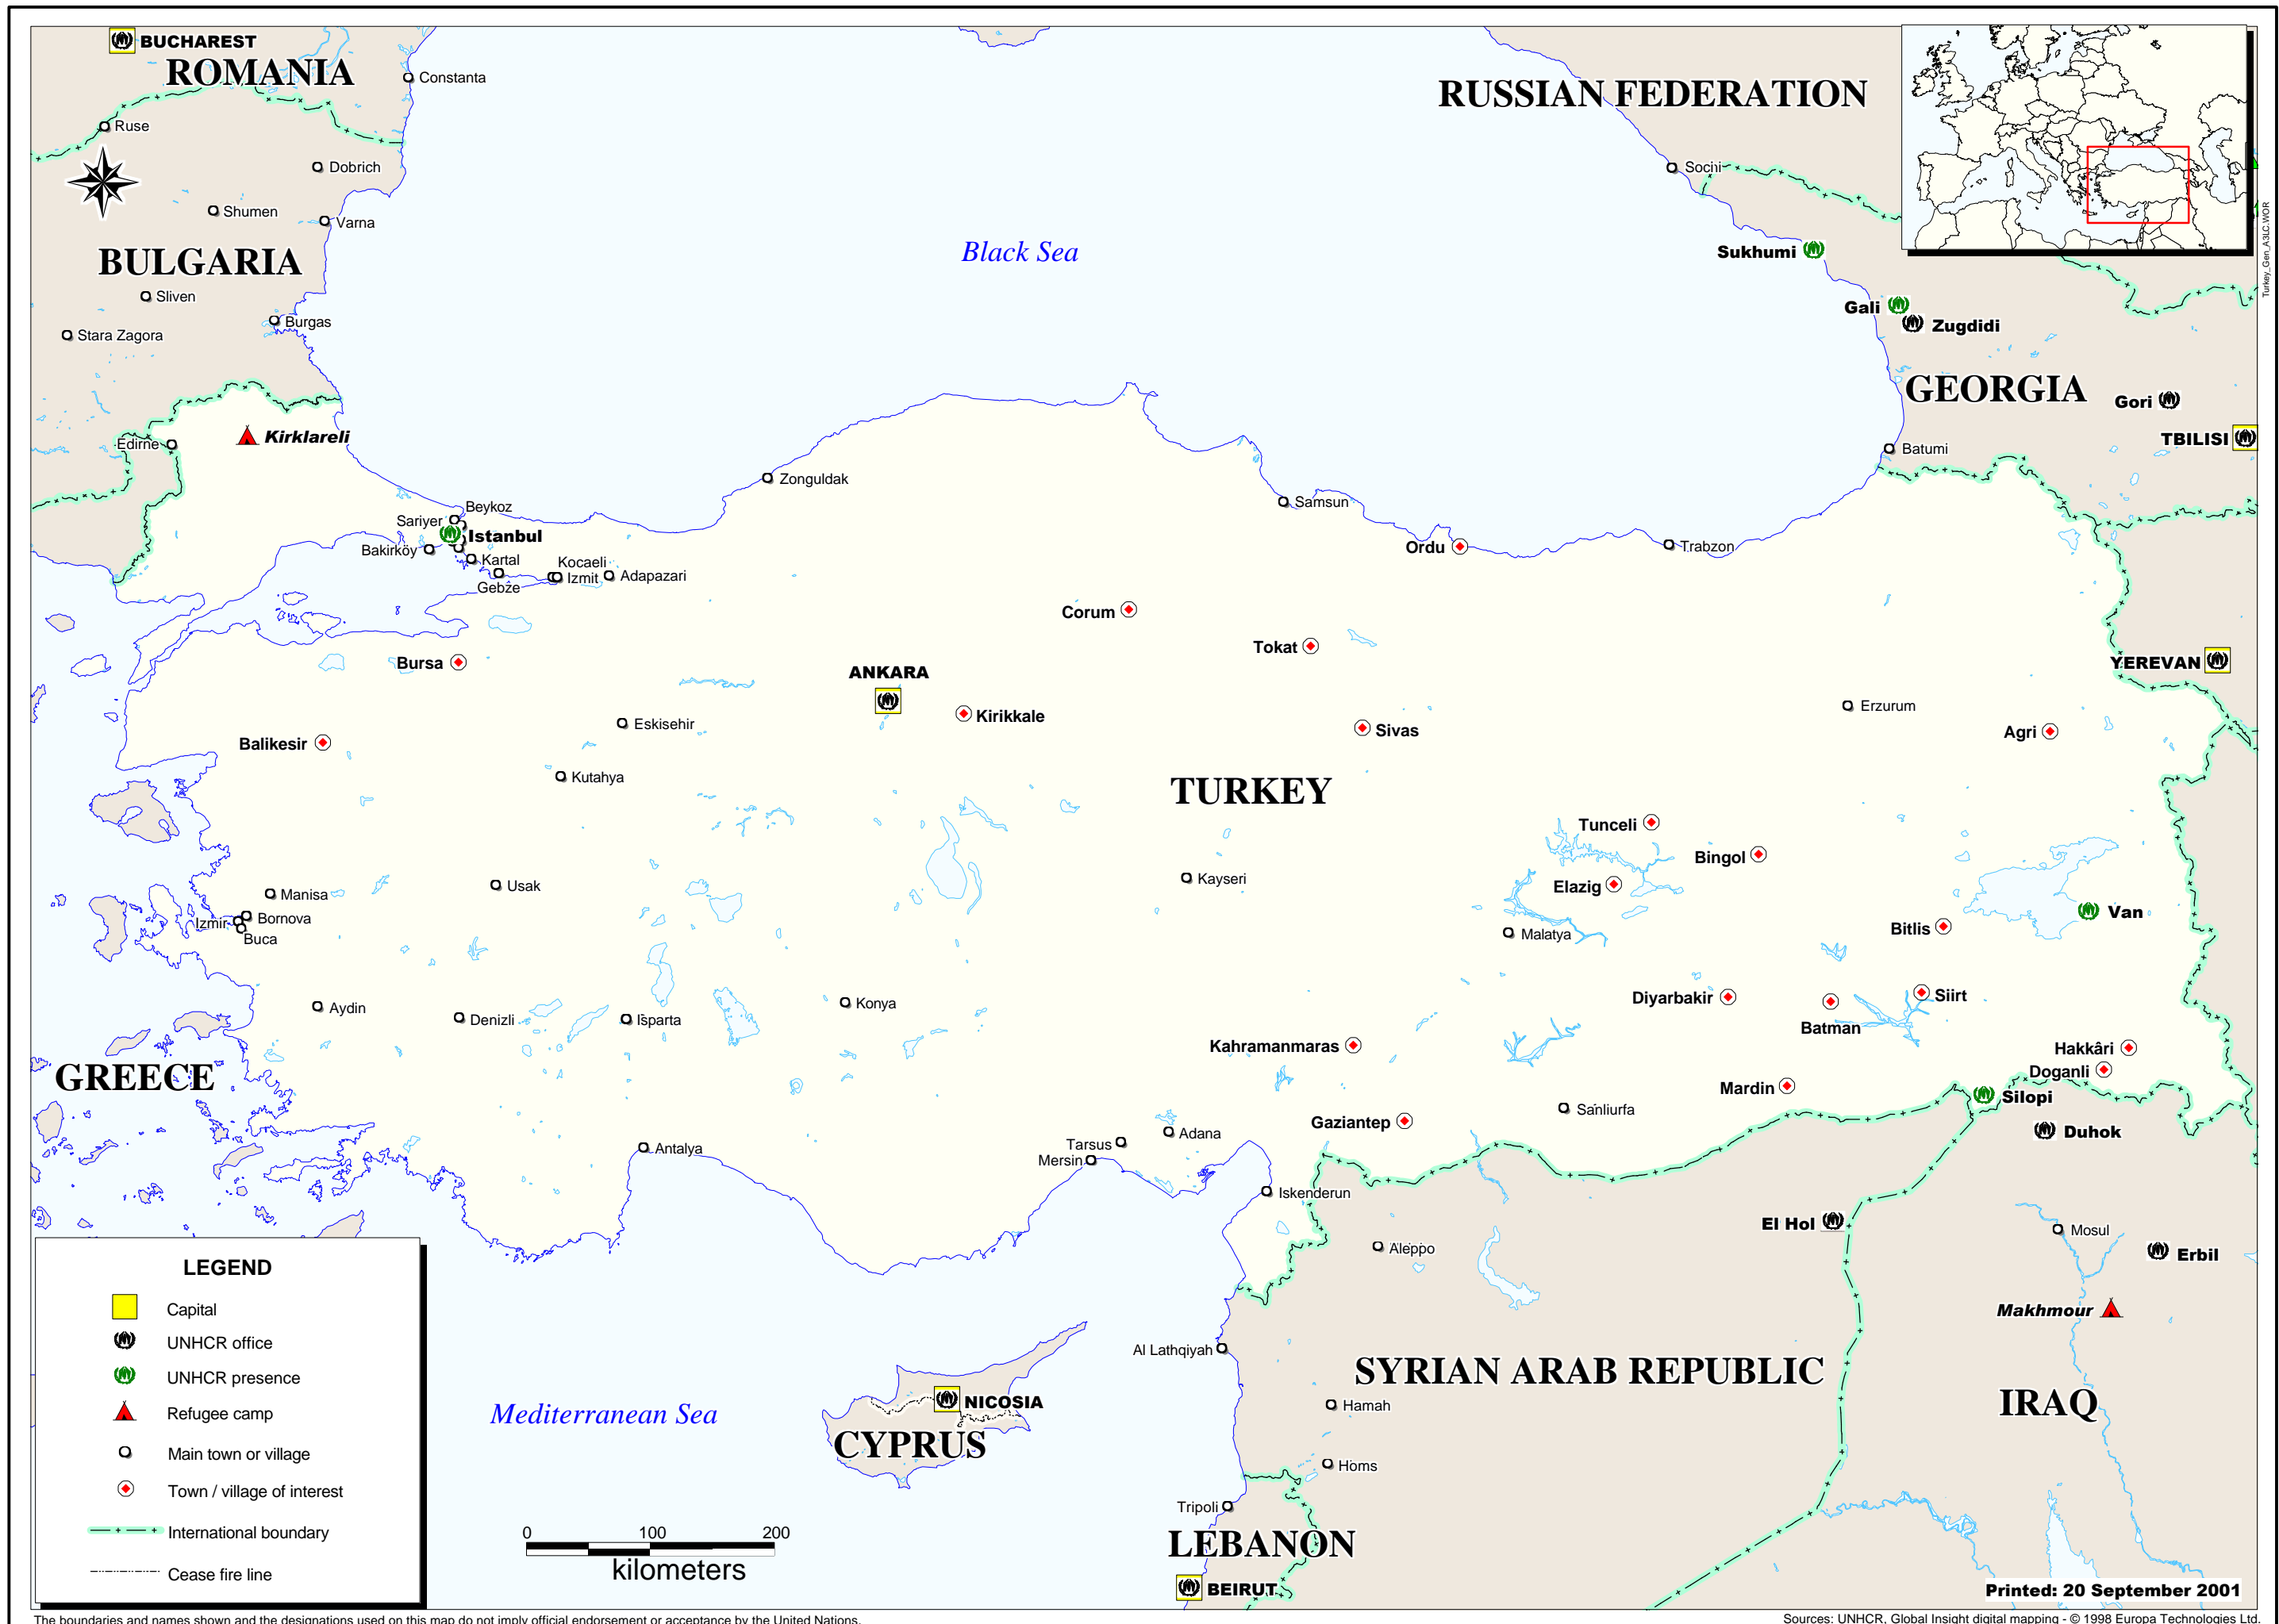 BUCHAREST
ROMANIA
Constanta
RUSSIAN FEDERATION
Ruse
Dobrich
Sochi
Shumen
Varna
Turkey_Gen_A3LC.WOR
BULGARIA
Black Sea
Sukhumi
Sliven
Gali
Burgas
Zugdidi
Stara Zagora
GEORGIA
Gori
Edirne
Kirklareli
TBILISI
Batumi
Zonguldak
Samsun
Beykoz
Sariyer
Istanbul
Bakirköy
Ordu
Trabzon
Kartal
Kocaeli
Gebze
Izmit
Adapazari
Corum
Tokat
Bursa
YEREVAN
ANKARA
Erzurum
Kirikkale
Eskisehir
Sivas
Agri
Balikesir
Kutahya
TURKEY
Tunceli
Bingol
Kayseri
Elazig
Usak
Manisa
Van
Bornova
Izmir
Buca
Bitlis
Malatya
Siirt
Diyarbakir
Konya
Aydin
Denizli
Isparta
Batman
Kahramanmaras
Hakkâri
Doganli
GREECE
Mardin
Silopi
Sanliurfa
Gaziantep
Duhok
Adana
Tarsus
Antalya
Mersin
Iskenderun
El Hol
Mosul
Aleppo
Erbil
LEGEND
Capital
UNHCR office
UNHCR presence
Refugee camp
Main town or village
Town / village of interest
International boundary
Cease fire line
Makhmour
Al Lathqiyah
SYRIAN ARAB REPUBLIC
NICOSIA
Hamah
IRAQ
Mediterranean Sea
CYPRUS
Homs
Tripoli
0 100 200
kilometers
LEBANON
BEIRUT
Printed: 20 September 2001
The boundaries and names shown and the designations used on this map do not imply official endorsement or acceptance by the United Nations.
Sources: UNHCR, Global Insight digital mapping - © 1998 Europa Technologies Ltd.